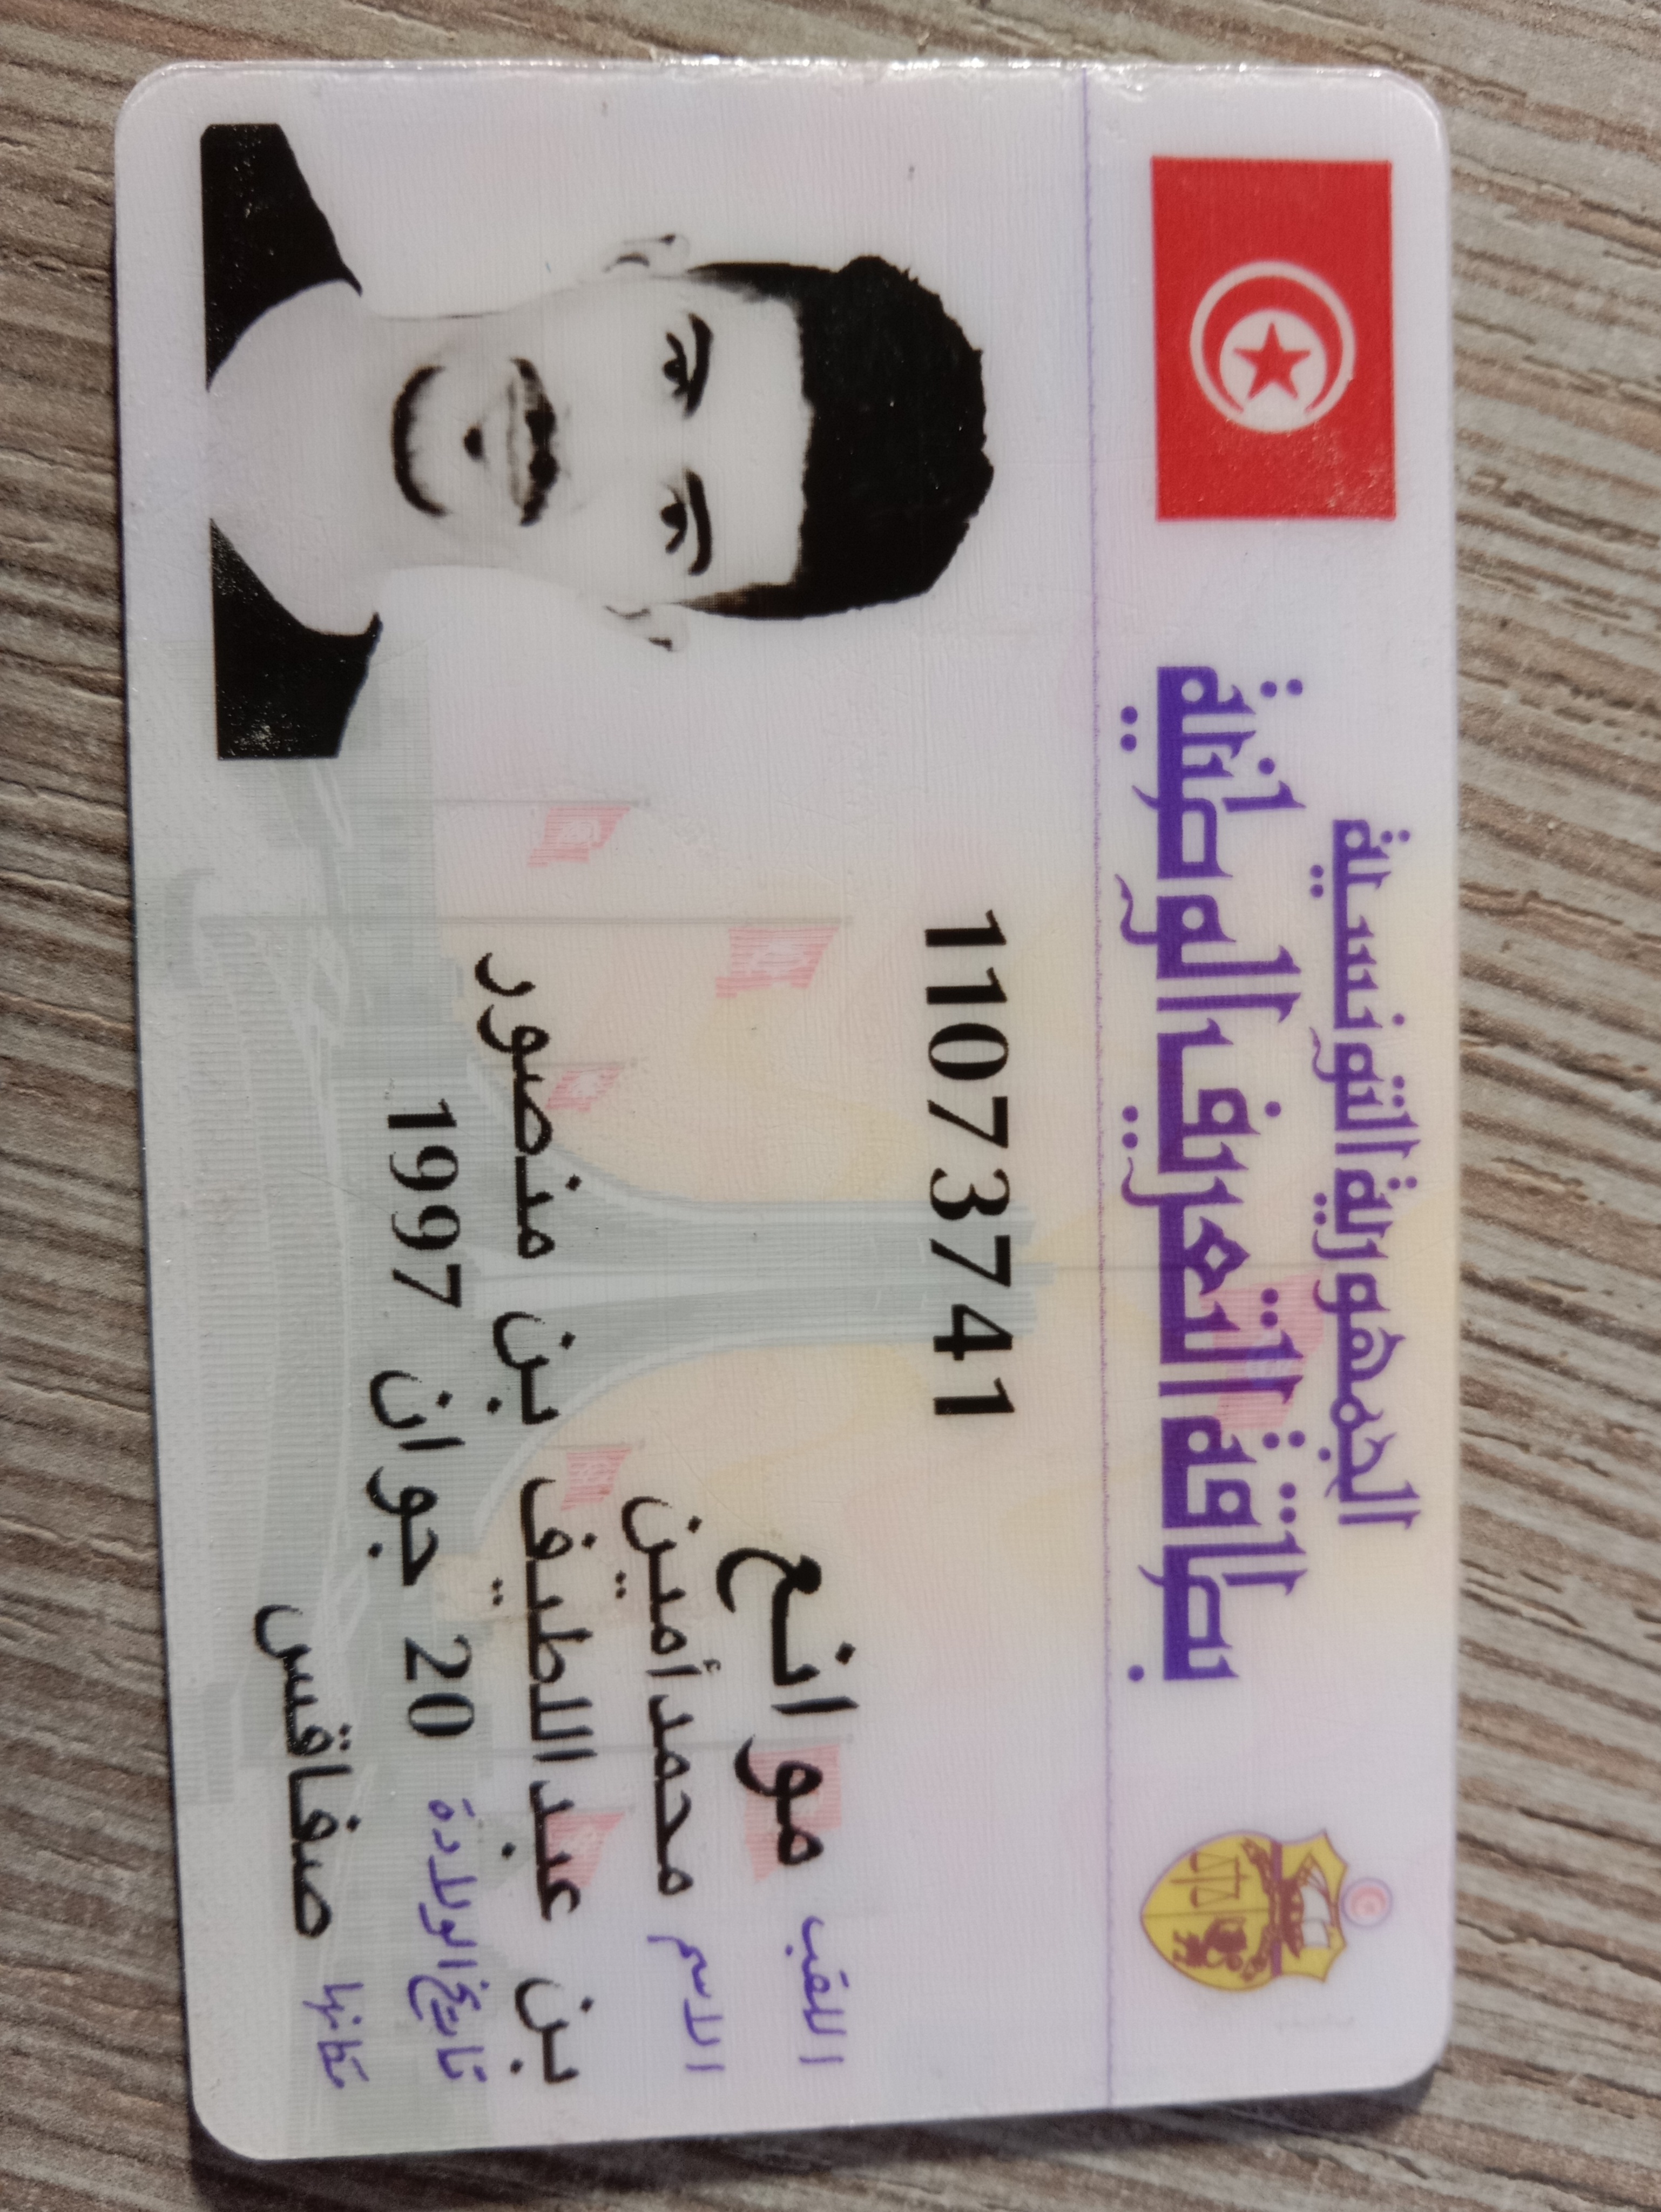 الجمهورية التونسية
بطاقة التعريف الوطنية
11073741
اللقب موانع
الاسم محمد أمين
بن عبد اللطيف بن منصور
تاريخ الولادة 20 جوان 1997
مكانها صفاقس